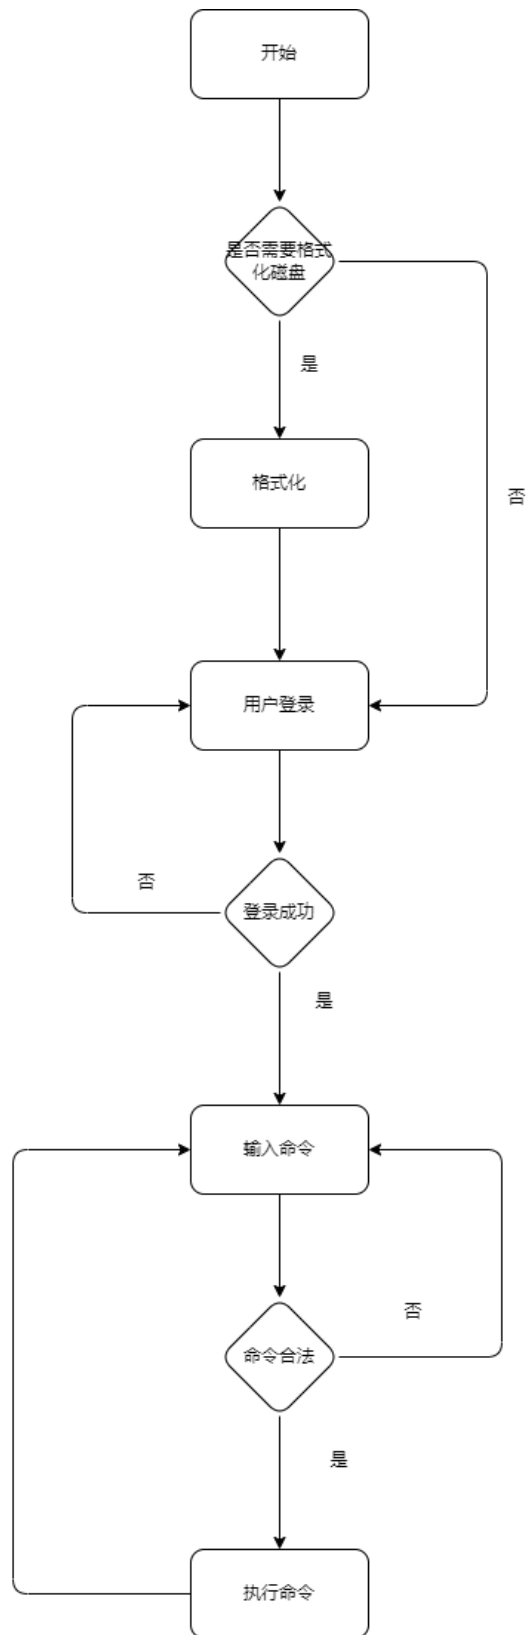 开始
是否需要格式
化磁盘
是
格式化
否
用户登录
否
登录成功
是
输入命令
否
命令合法
是
执行命令